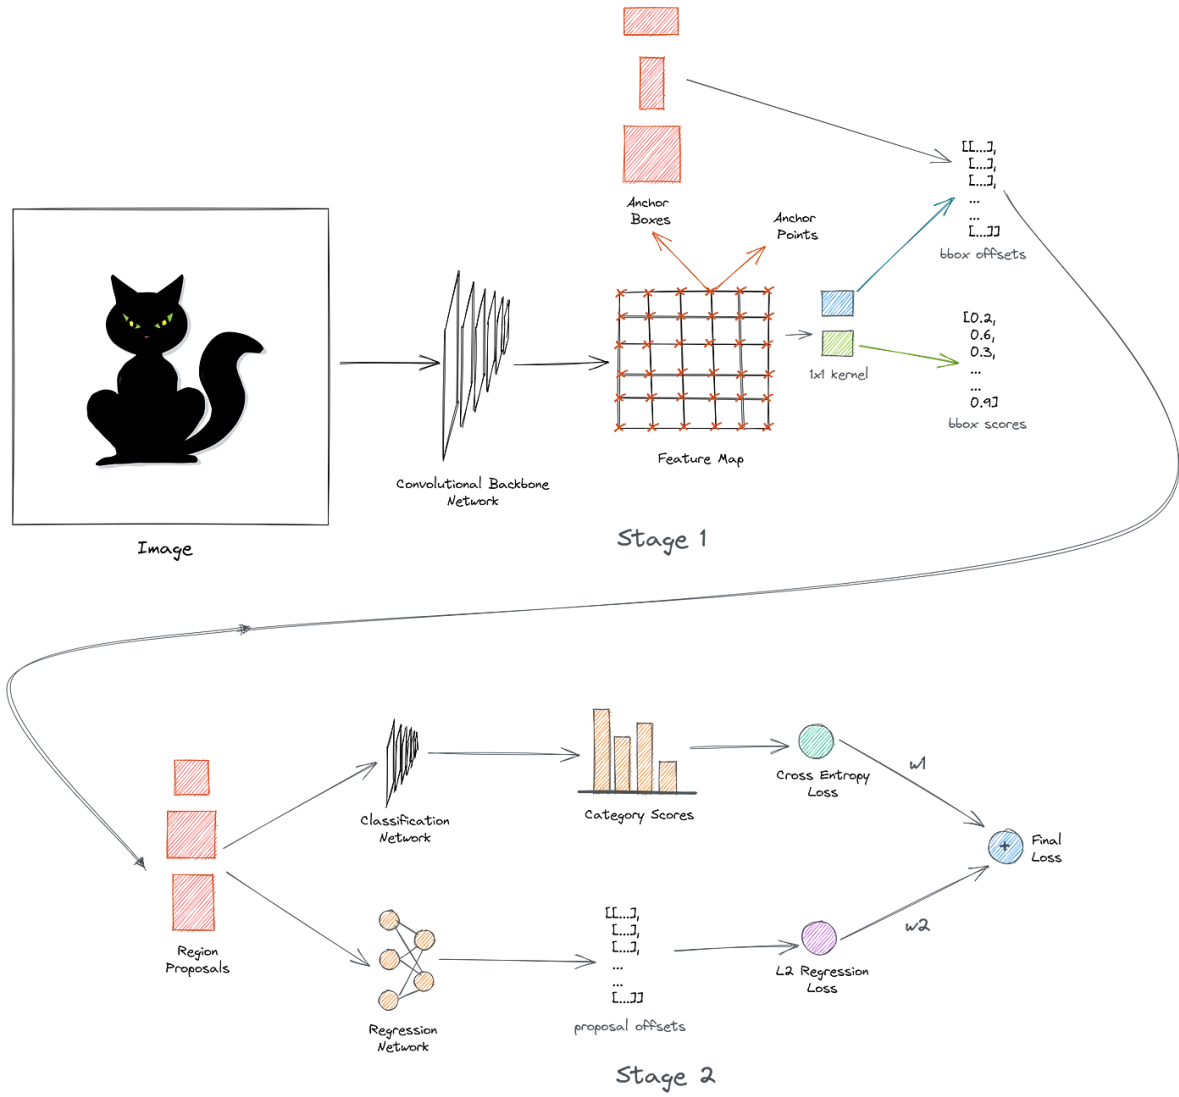 Anchor
Boxes
Anchor
Points
[[...],
[...],
[...],
...
...
[...]]
bbox offsets
[0.2,
0.6,
0.3,
...
...
0.9]
bbox scores
1x1 kernel
Feature Map
Convolutional Backbone
Network
Image
Stage 1
Region
Proposals
Classification
Network
Category Scores
Cross Entropy
Loss
w1
+
Final
Loss
w2
Regression
Network
[[...],
[...],
[...],
...
...
[...]]
proposal offsets
L2 Regression
Loss
Stage 2